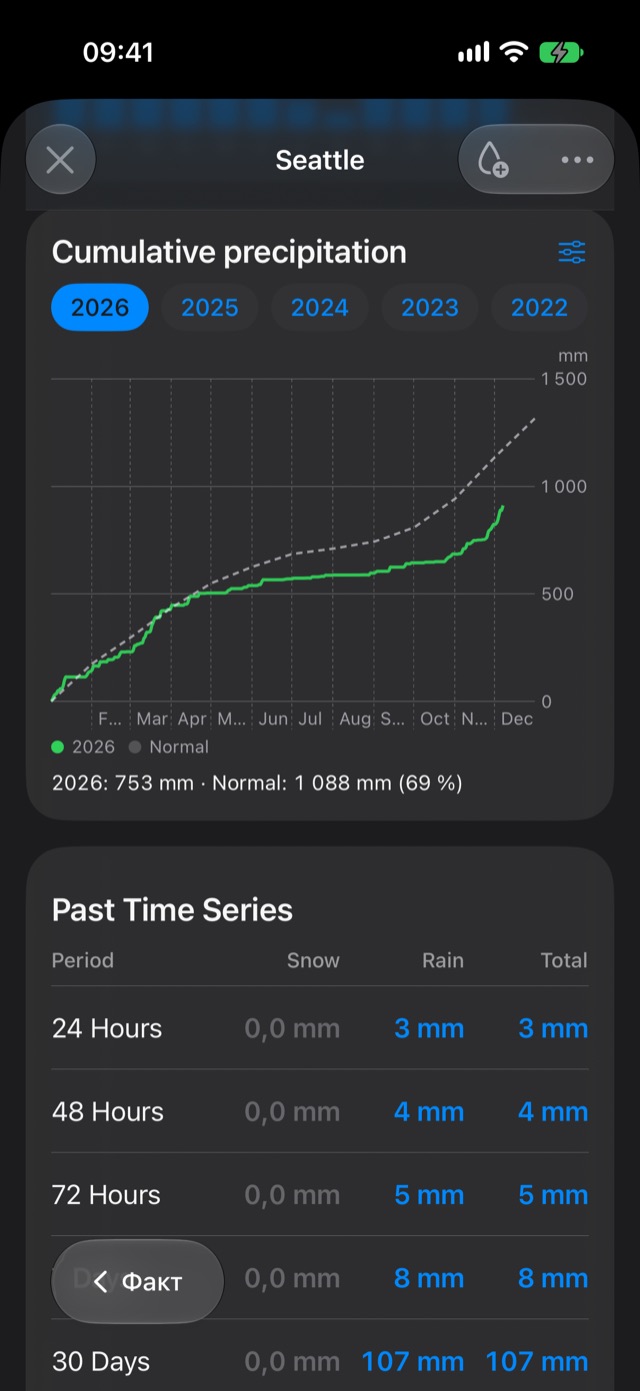 09:41
Seattle
Cumulative precipitation
2026 2025 2024 2023 2022
mm
1 500
1 000
500
0
F... Mar Apr M... Jun Jul Aug S... Oct N... Dec
2026 Normal
2026: 753 mm · Normal: 1 088 mm (69 %)
Past Time Series
Period Snow Rain Total
24 Hours 0,0 mm 3 mm 3 mm
48 Hours 0,0 mm 4 mm 4 mm
72 Hours 0,0 mm 5 mm 5 mm
Факт 0,0 mm 8 mm 8 mm
30 Days 0,0 mm 107 mm 107 mm